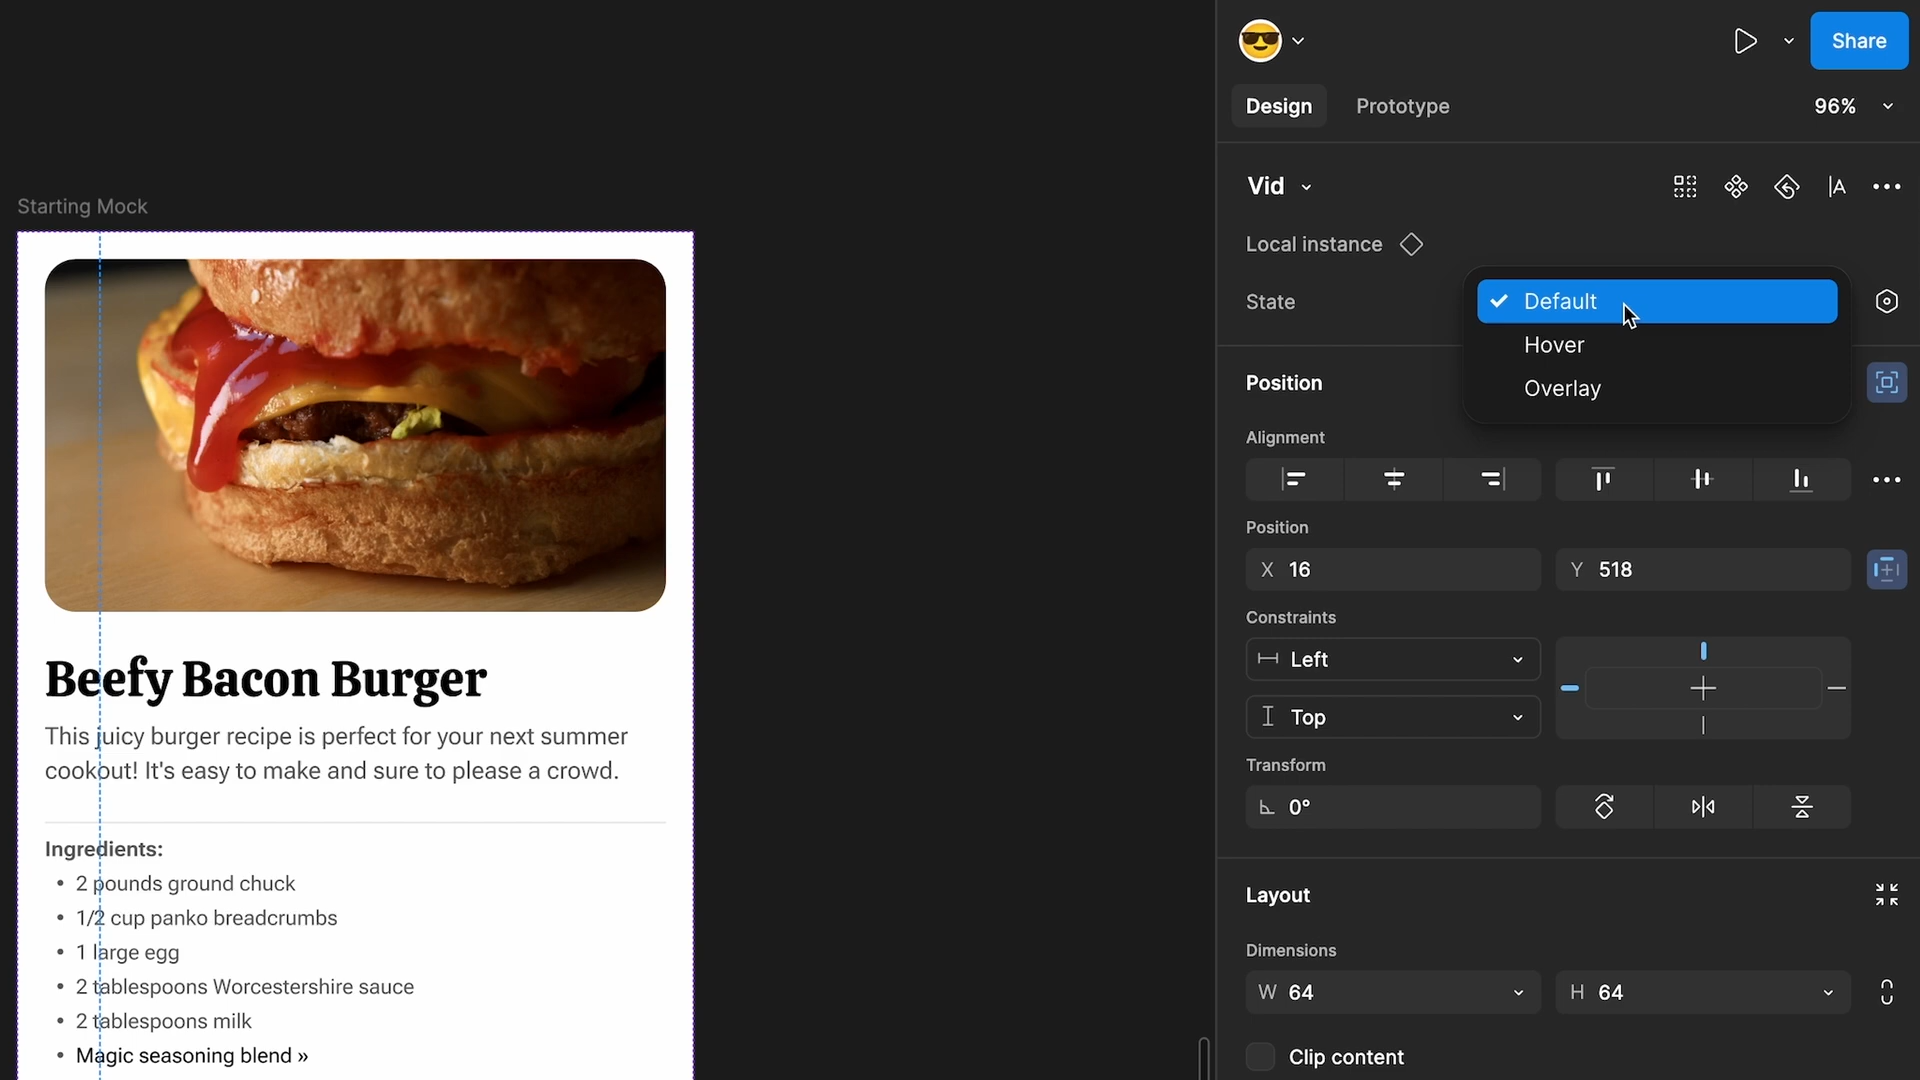 Share
Design
Prototype
96%
Vid
Starting Mock
Local instance
State
Default
Hover
Overlay
Position
Alignment
Position
X 16
Y 518
Constraints
Left
Top
Transform
0°
Layout
Dimensions
W 64
H 64
Clip content
Beefy Bacon Burger
This juicy burger recipe is perfect for your next summer
cookout! It's easy to make and sure to please a crowd.
Ingredients:
• 2 pounds ground chuck
• 1/2 cup panko breadcrumbs
• 1 large egg
• 2 tablespoons Worcestershire sauce
• 2 tablespoons milk
• Magic seasoning blend »